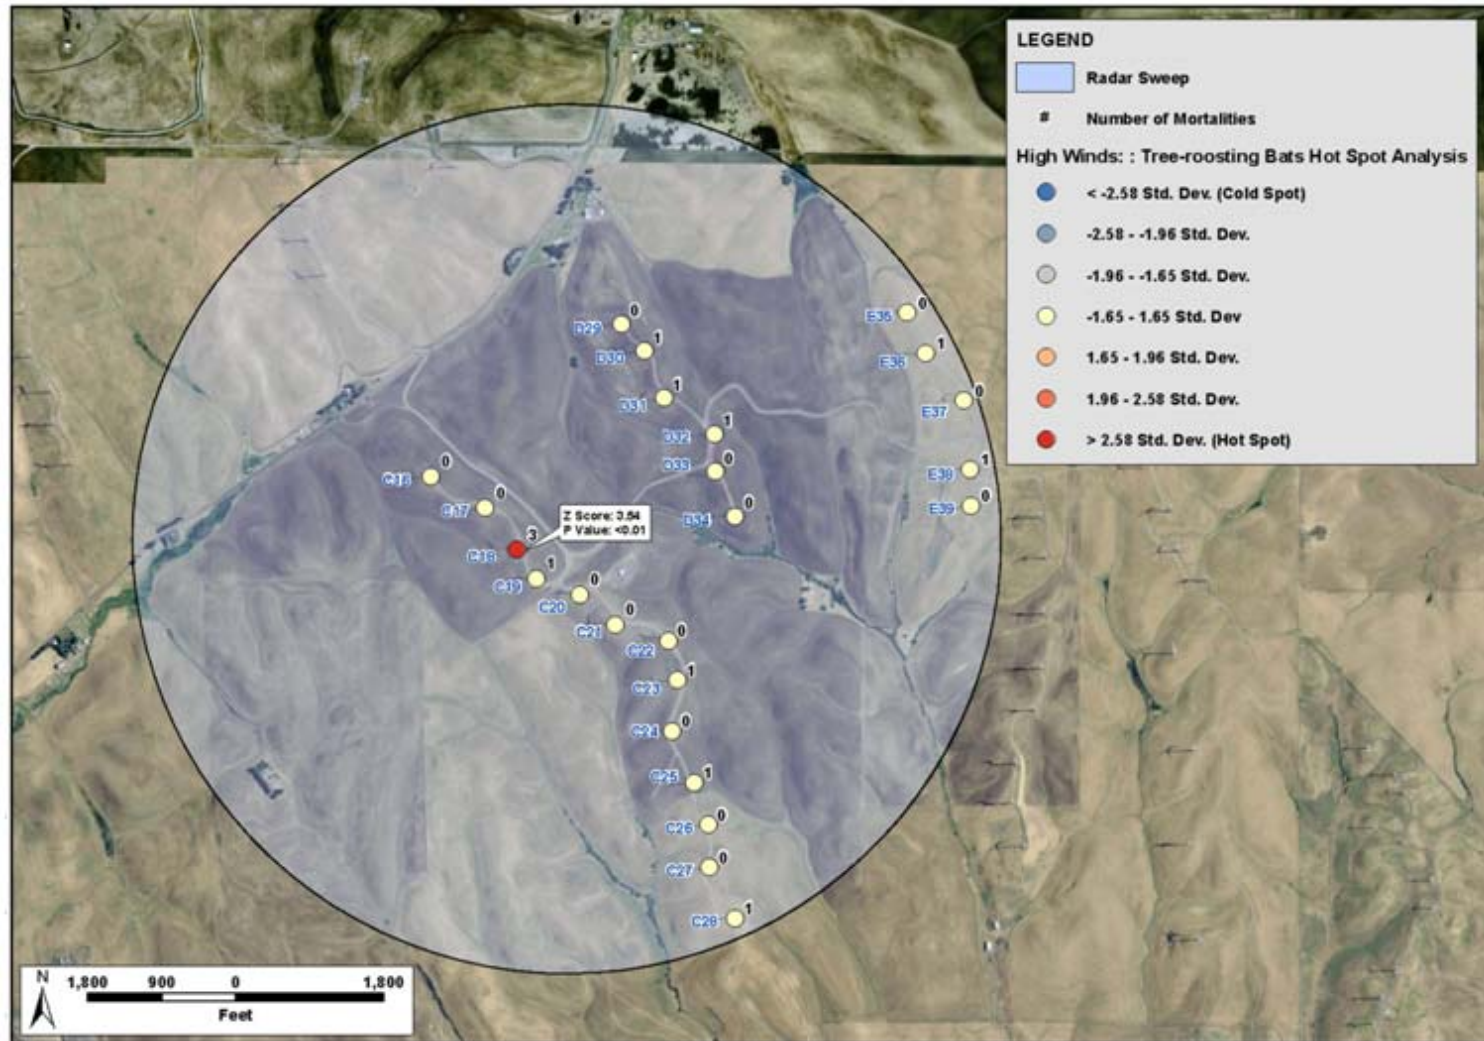 LEGEND
Radar Sweep
# Number of Mortalities
High Winds: : Tree-roosting Bats Hot Spot Analysis
< -2.58 Std. Dev. (Cold Spot)
-2.58 - -1.96 Std. Dev.
-1.96 - -1.65 Std. Dev.
-1.65 - 1.65 Std. Dev
1.65 - 1.96 Std. Dev.
1.96 - 2.58 Std. Dev.
> 2.58 Std. Dev. (Hot Spot)
E35 0
D29 0
D30 1
E36 1
D31 1
E37 0
D32 1
D33 0
E38 1
C16 0
C17 0
E39 0
D34 0
Z Score: 3.54
P Value: <0.01
C18 3
C19 1
C20 0
C21 0
C22 0
C23 1
C24 0
C25 1
C26 0
C27 0
C28 1
N
1,800 900 0 1,800
Feet